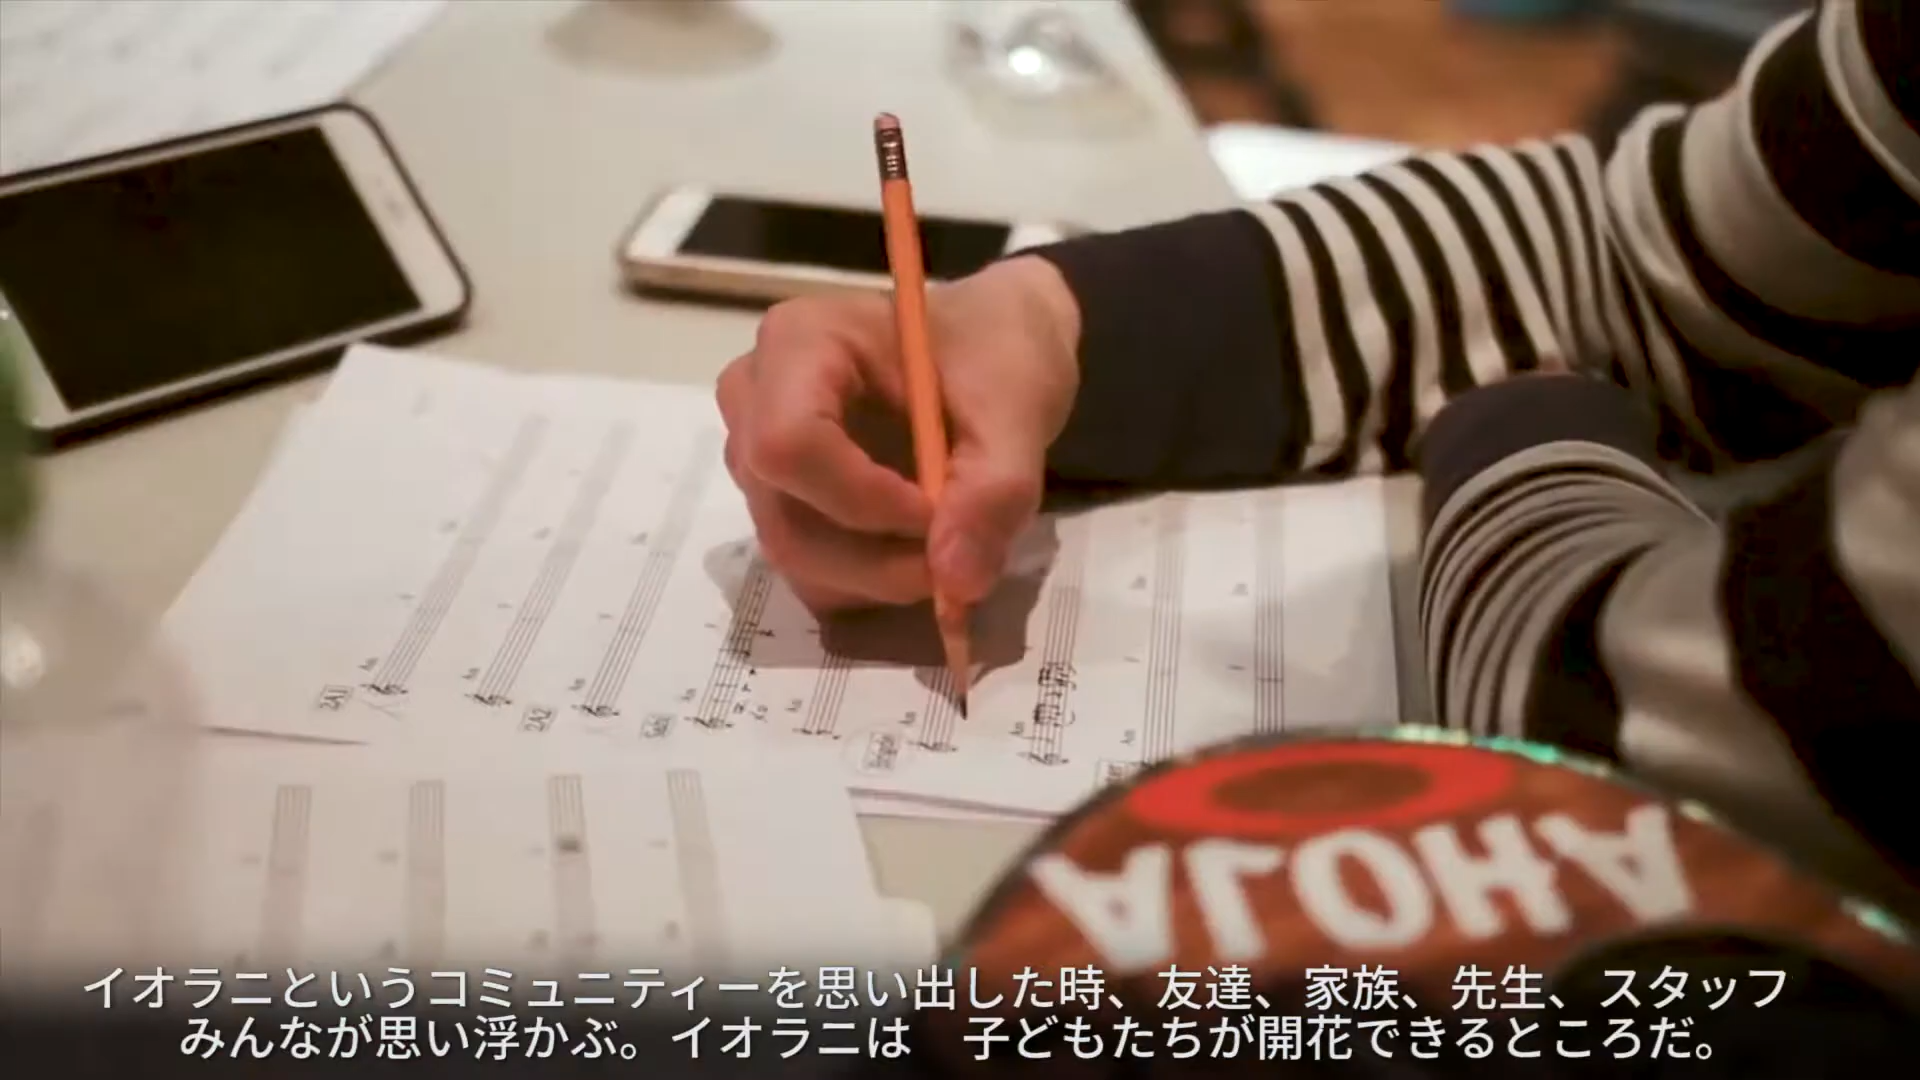 2A1
2A2
ALOHA
イオラニというコミュニティーを思い出した時、友達、家族、先生、スタッフ
みんなが思い浮かぶ。イオラニは　子どもたちが開花できるところだ。